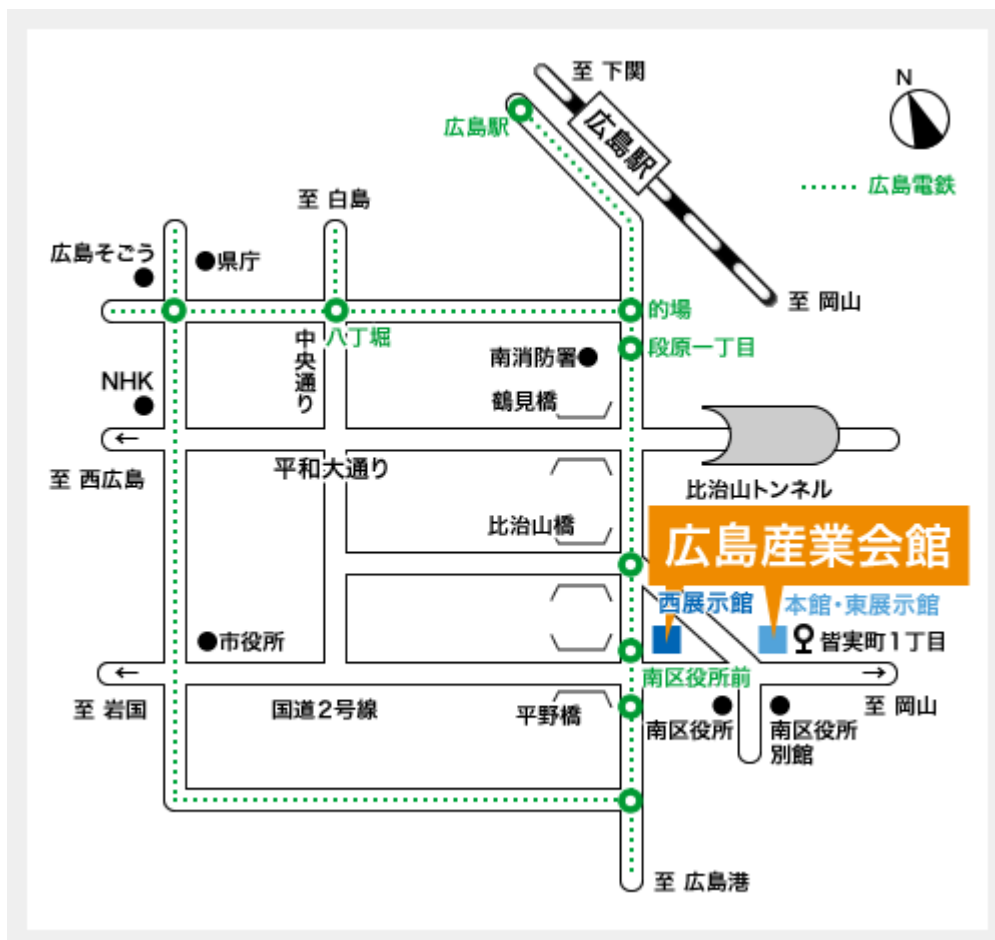 至 下関
N
広島駅
広島駅
広島電鉄
至 白島
広島そごう
県庁
至 岡山
的場
八丁堀
中央通り
南消防署
段原一丁目
NHK
鶴見橋
←
平和大通り
至 西広島
比治山トンネル
比治山橋
広島産業会館
西展示館
本館・東展示館
市役所
皆実町1丁目
←
南区役所前
→
至 岩国
国道2号線
平野橋
至 岡山
南区役所
南区役所
別館
至 広島港